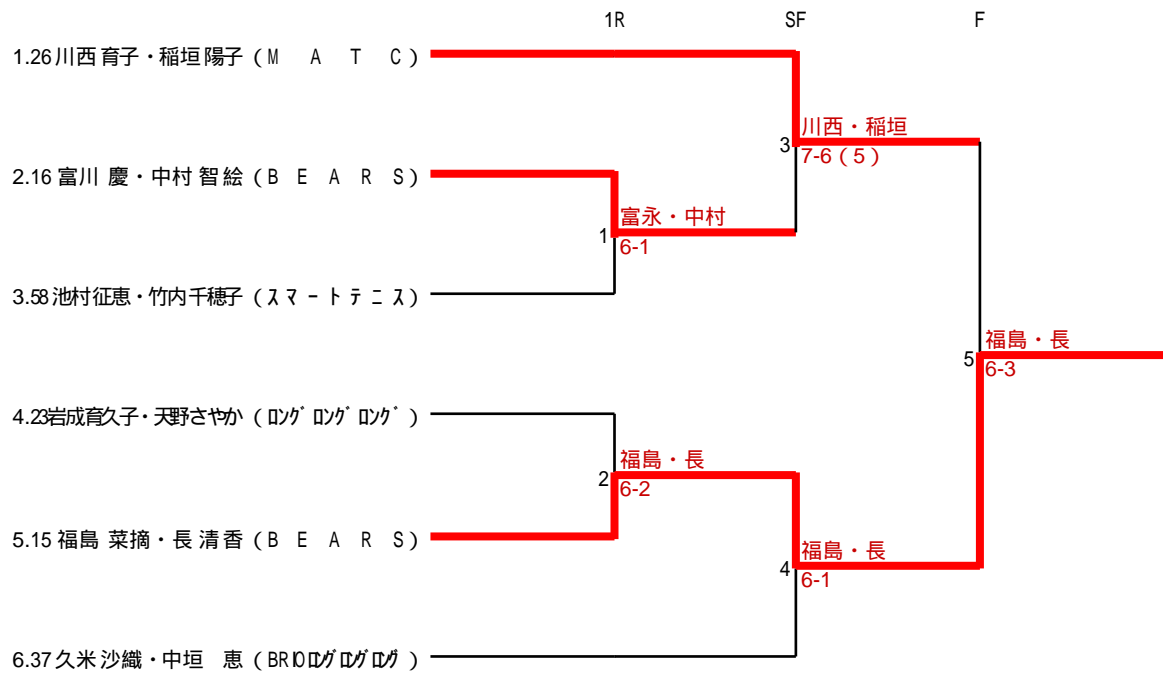 1R SF F
1.26 川西 育子・稲垣 陽子 ( M A T C )
川西・稲垣
3
7-6 ( 5 )
2.16 富川 慶・中村 智絵 ( B E A R S )
富永・中村
1
6-1
3.58 池村 征恵・竹内 千穂子 ( スマートテニス )
福島・長
5
6-3
4.23 岩成育久子・天野さやか ( ロングロングロング )
福島・長
2
6-2
5.15 福島 菜摘・長 清香 ( B E A R S )
福島・長
4
6-1
6.37 久米 沙織・中垣 恵 ( BRIOログログログ )